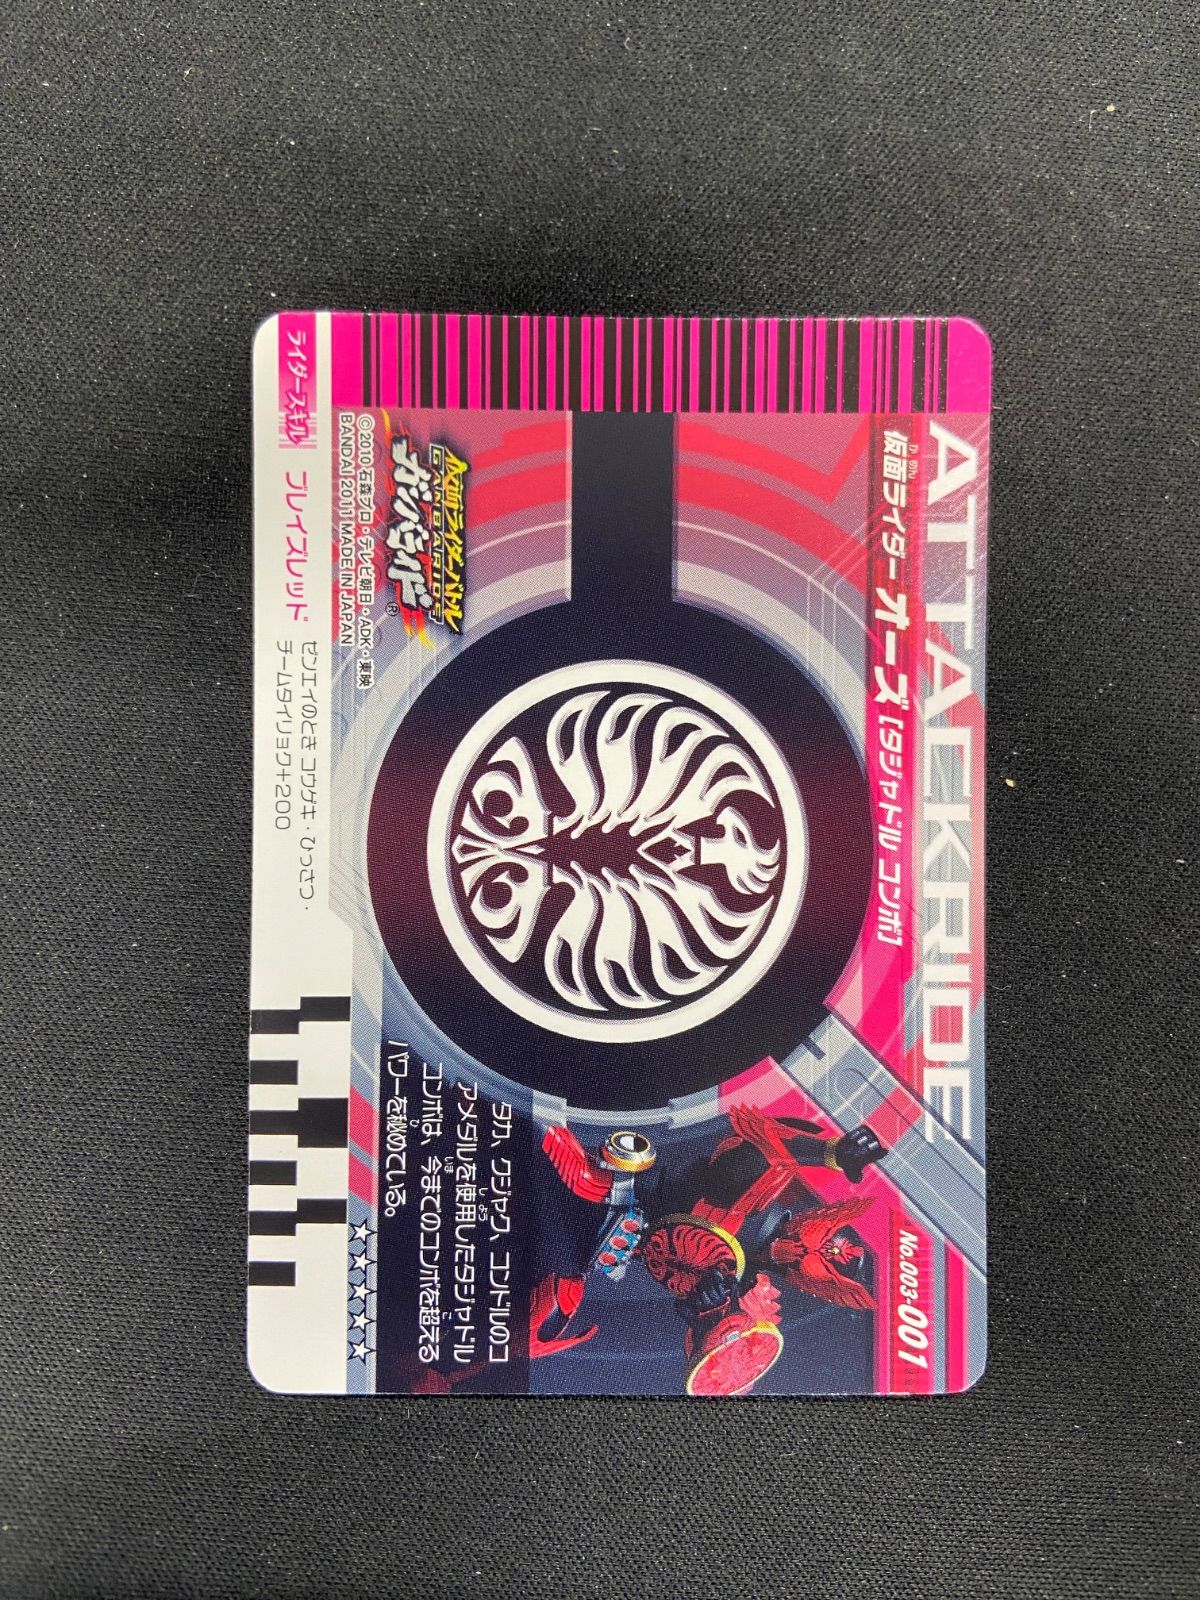 ATTACKRIDE
仮面ライダー オーズ [タジャドル コンボ]
No.003-001
仮面ライダーバトル
GANBARIDE
ガンバライド®
©2010 石森プロ・テレビ朝日・ADK・東映
BANDAI 2011 MADE IN JAPAN
タカ、クジャク、コンドルのコ
アメダルを使用したタジャドル
コンボは、今までのコンボを超える
パワーを秘めている。
ライダースキル
ブレイズレッド
ゼンエイのとき コウゲキ・ひっさつ・
チームタイリョク+200